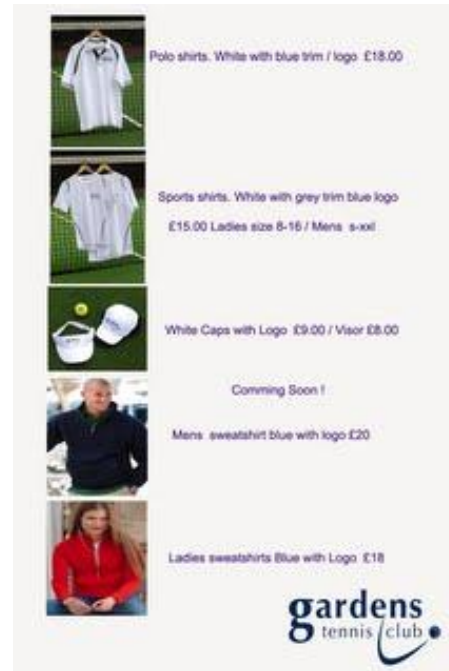 Polo shirts. White with blue trim / logo £18.00
Sports shirts. White with grey trim blue logo
£15.00 Ladies size 8-16 / Mens s-xxl
White Caps with Logo £9.00 / Visor £8.00
Comming Soon !
Mens sweatshirt blue with logo £20
Ladies sweatshirts Blue with Logo £18
gardens
tennis club